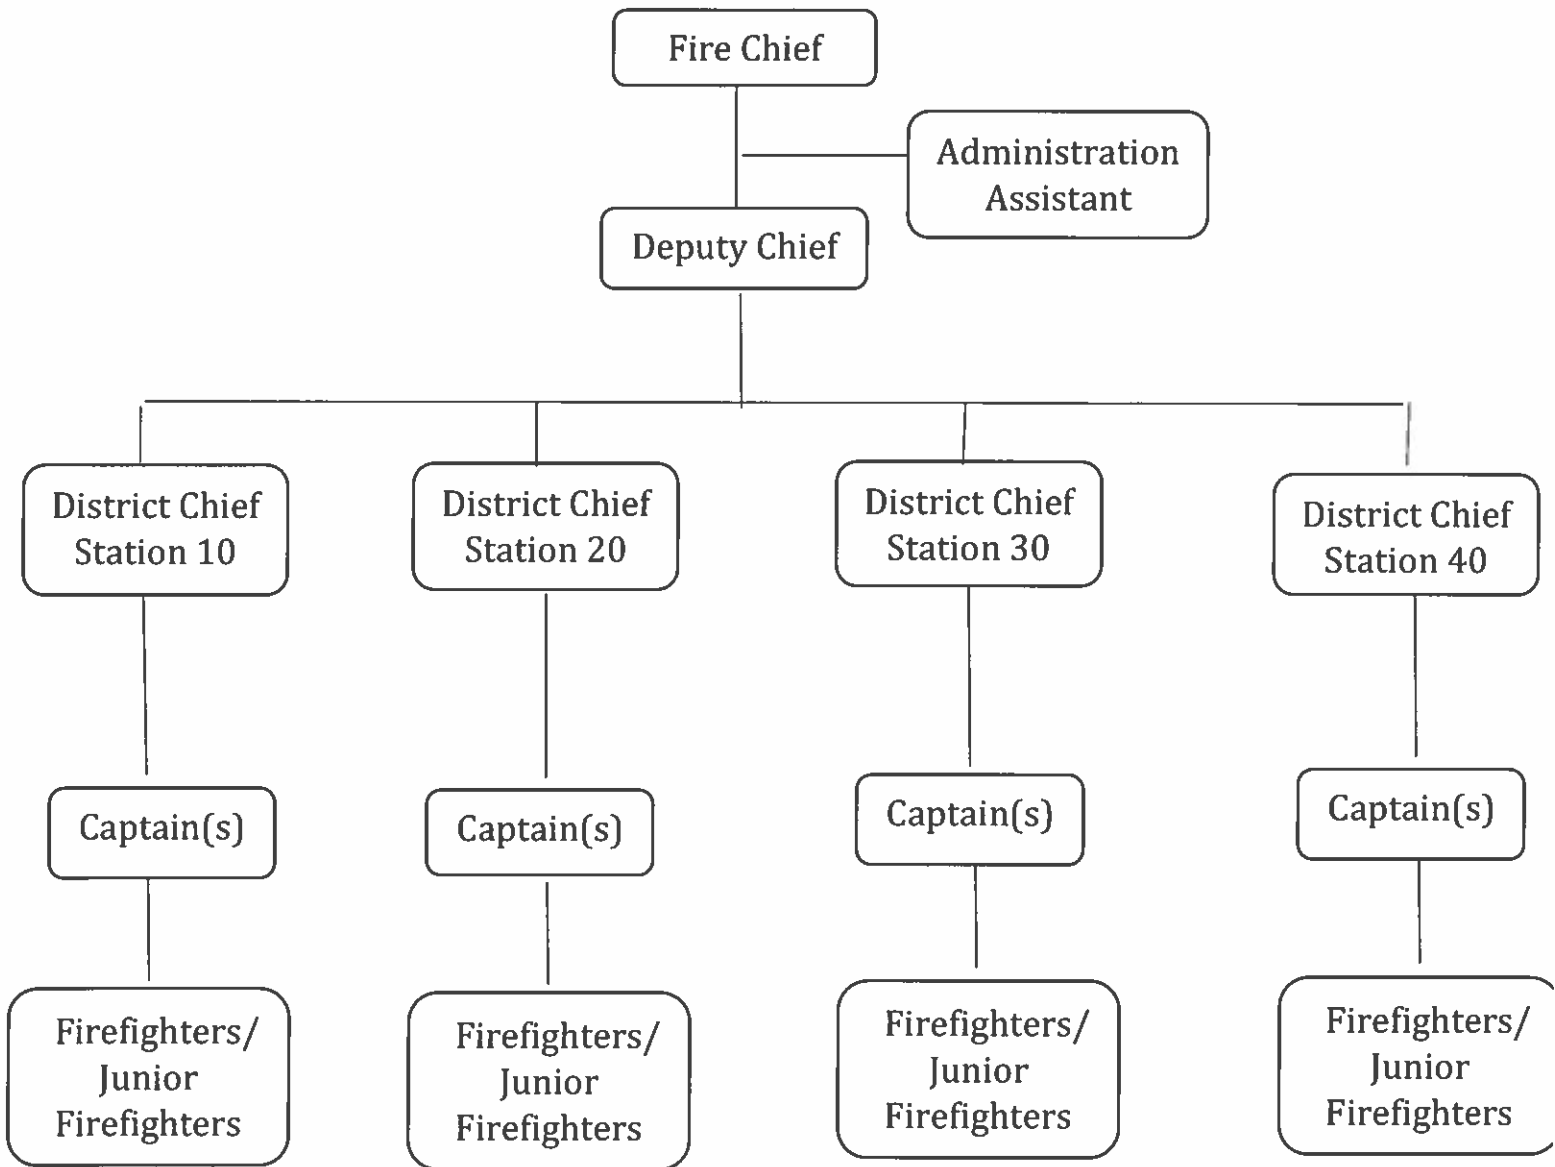 Fire Chief
Administration
Assistant
Deputy Chief
District Chief
Station 10
District Chief
Station 20
District Chief
Station 30
District Chief
Station 40
Captain(s)
Captain(s)
Captain(s)
Captain(s)
Firefighters/
Junior
Firefighters
Firefighters/
Junior
Firefighters
Firefighters/
Junior
Firefighters
Firefighters/
Junior
Firefighters